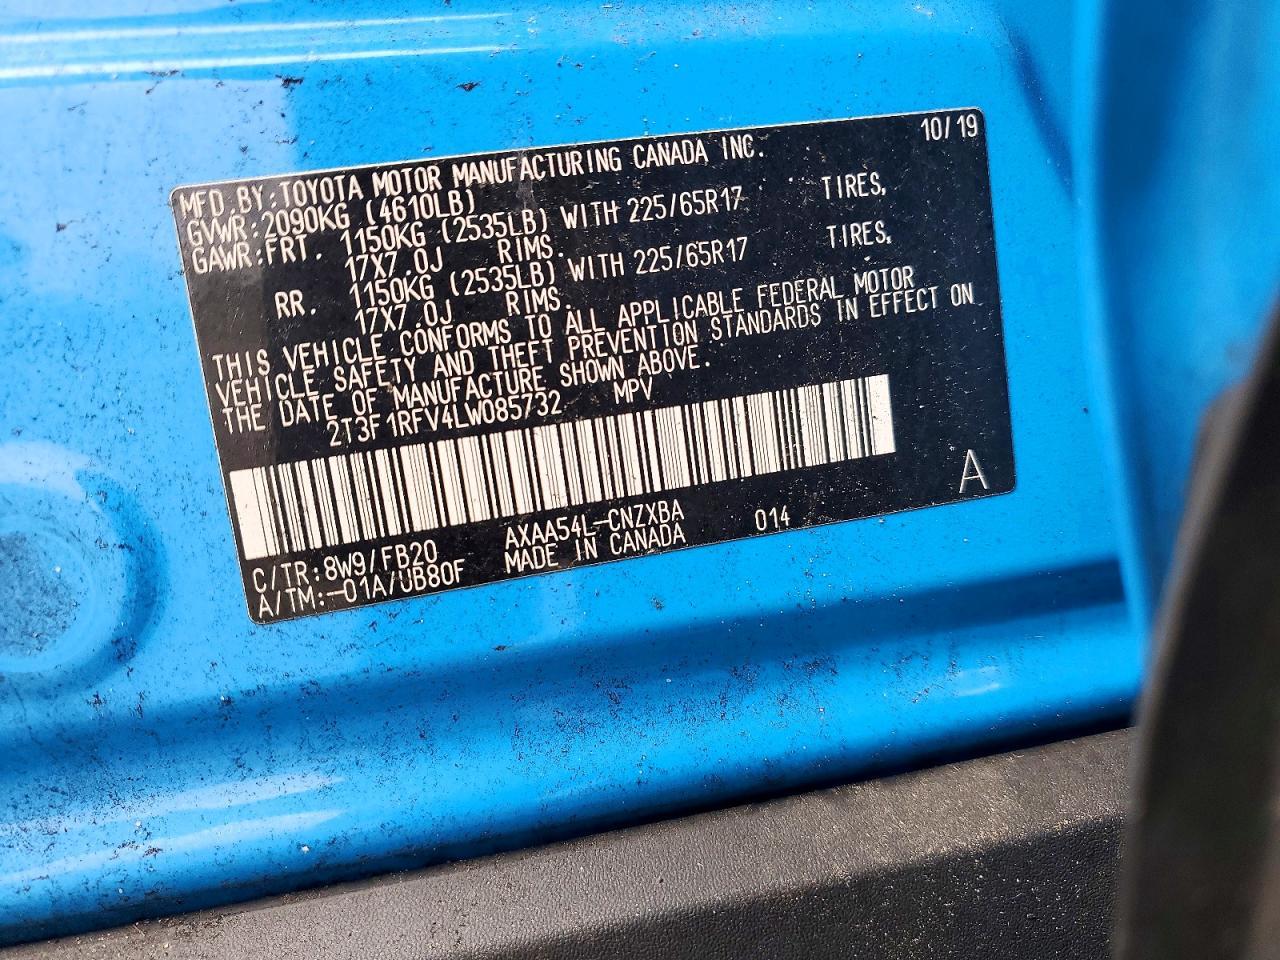 10/19
MFD. BY: TOYOTA MOTOR MANUFACTURING CANADA INC.
GVWR: 2090KG (4610LB)
GAWR: FRT. 1150KG (2535LB) WITH 225/65R17 TIRES,
17X7.0J RIMS.
RR. 1150KG (2535LB) WITH 225/65R17 TIRES,
17X7.0J RIMS.
THIS VEHICLE CONFORMS TO ALL APPLICABLE FEDERAL MOTOR
VEHICLE SAFETY AND THEFT PREVENTION STANDARDS IN EFFECT ON
THE DATE OF MANUFACTURE SHOWN ABOVE.
2T3F1RFV4LW085732 MPV
C/TR: 8W9/FB20 AXAA54L-CNZXBA 014 A
A/TM:-01A/UB80F MADE IN CANADA